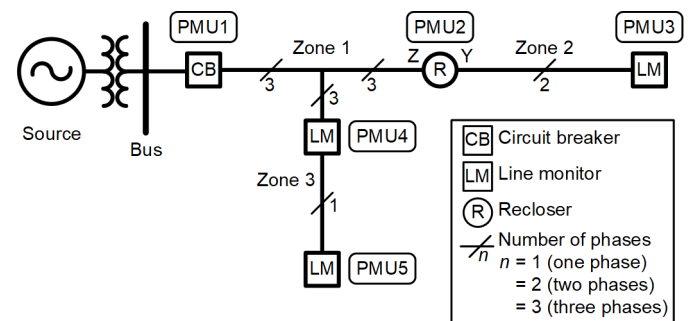 PMU1
PMU2
PMU3
Zone 1
Z
Y
Zone 2
CB
R
LM
3
3
2
3
Source
Bus
LM
PMU4
Zone 3
1
LM
PMU5
CB Circuit breaker
LM Line monitor
R Recloser
n Number of phases
n = 1 (one phase)
= 2 (two phases)
= 3 (three phases)